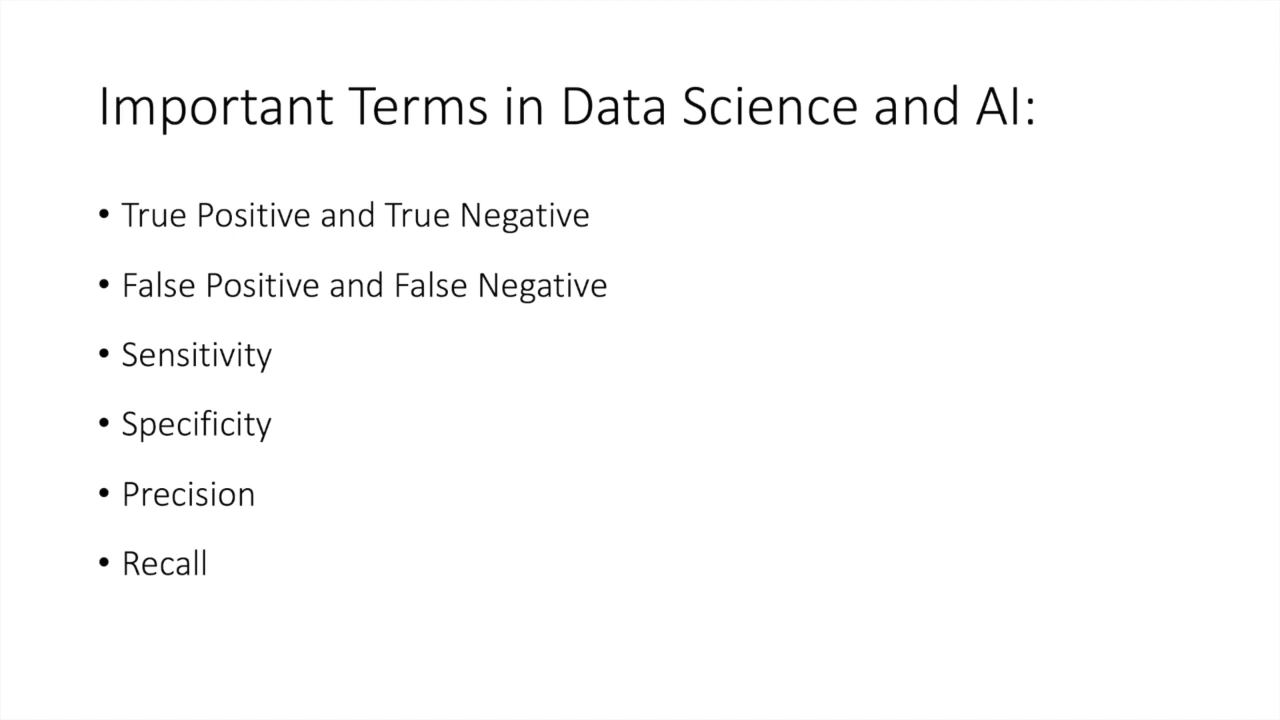 Important Terms in Data Science and AI:
• True Positive and True Negative
• False Positive and False Negative
• Sensitivity
• Specificity
• Precision
• Recall